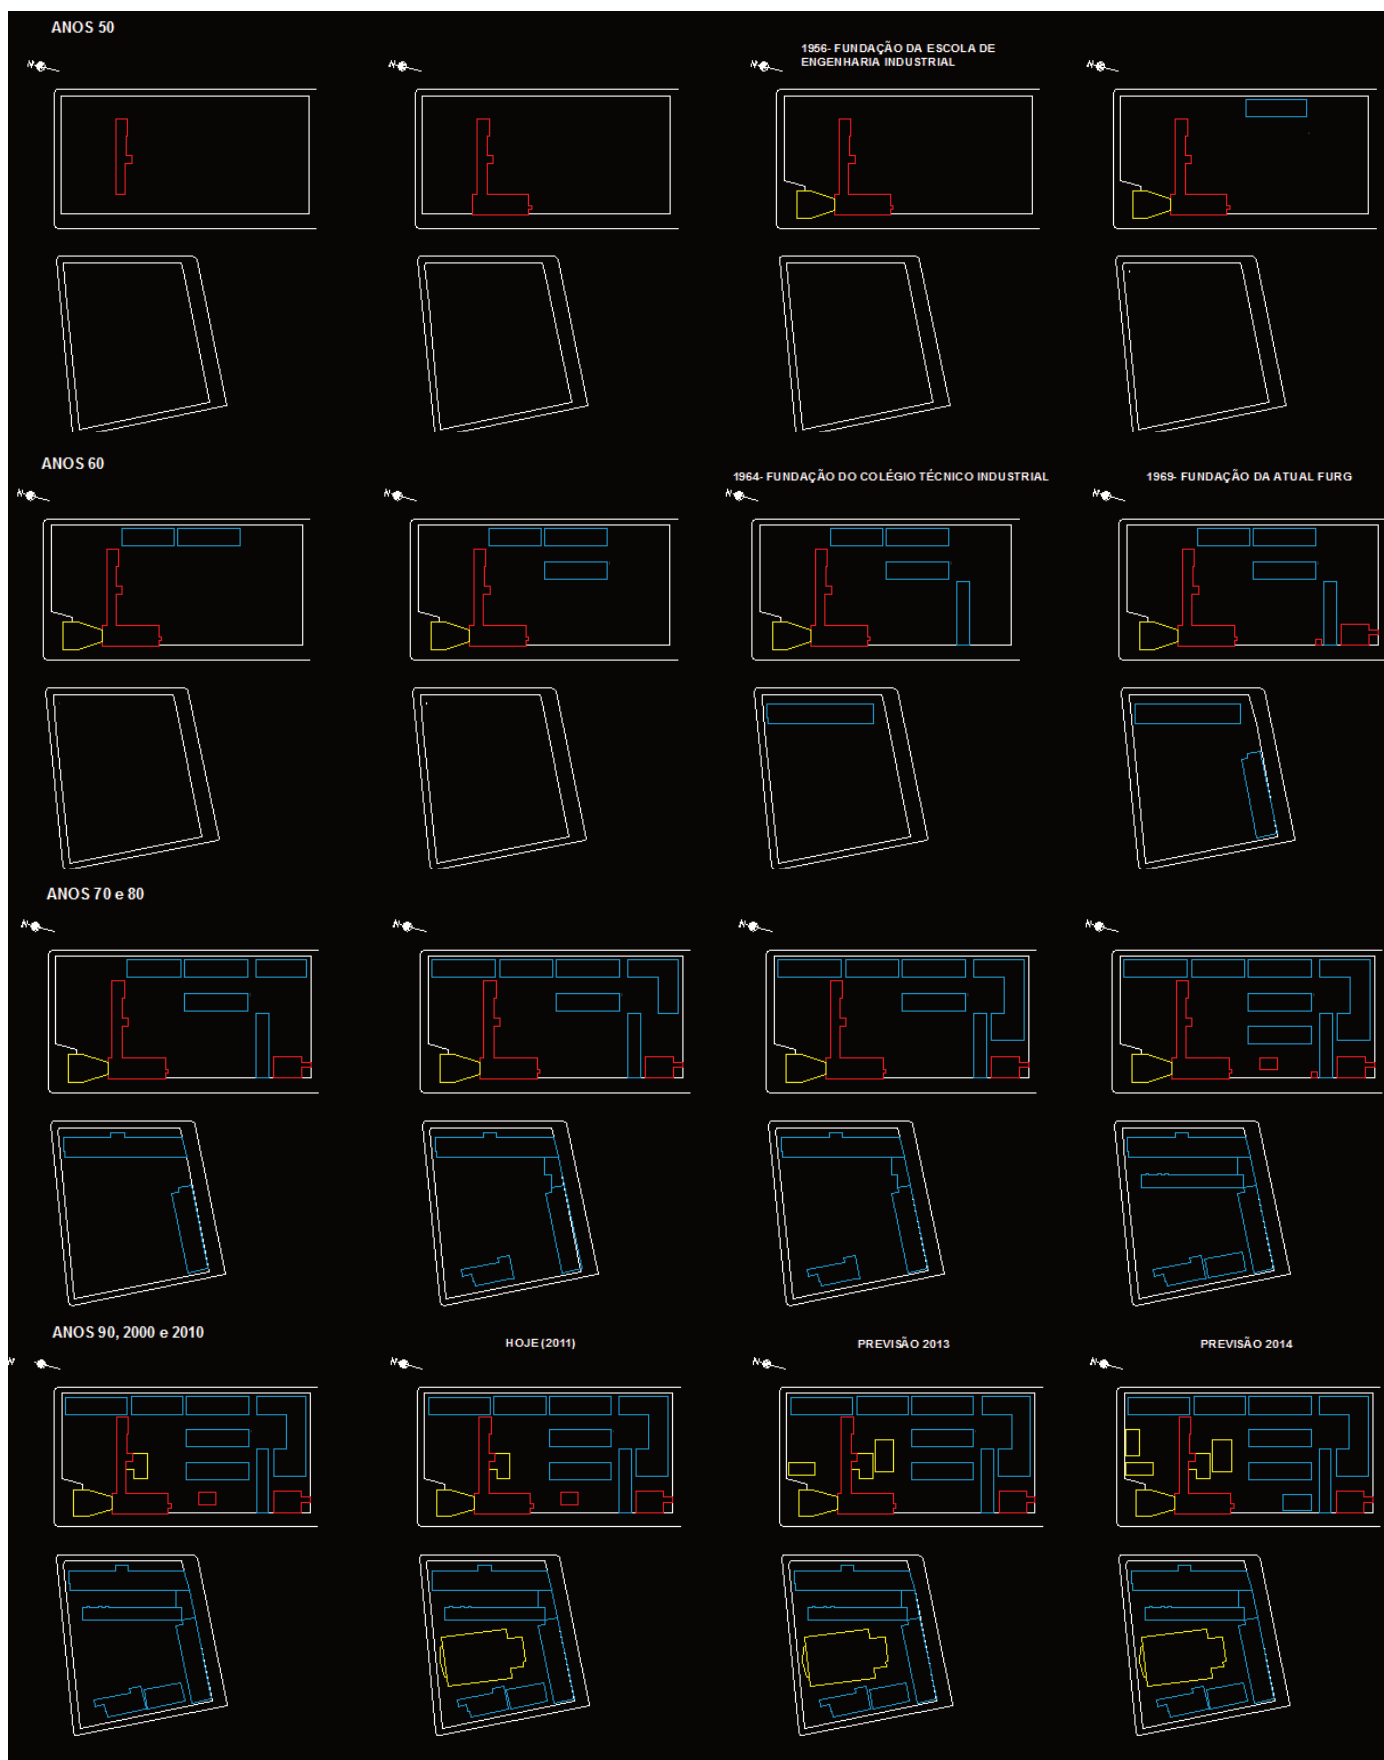 ANOS 50
1956- FUNDAÇÃO DA ESCOLA DE
ENGENHARIA INDUSTRIAL
N
N
N
N
ANOS 60
1964- FUNDAÇÃO DO COLÉGIO TÉCNICO INDUSTRIAL
1969- FUNDAÇÃO DA ATUAL FURG
N
N
N
N
ANOS 70 e 80
N
N
N
N
ANOS 90, 2000 e 2010
HOJE (2011)
PREVISÃO 2013
PREVISÃO 2014
N
N
N
N